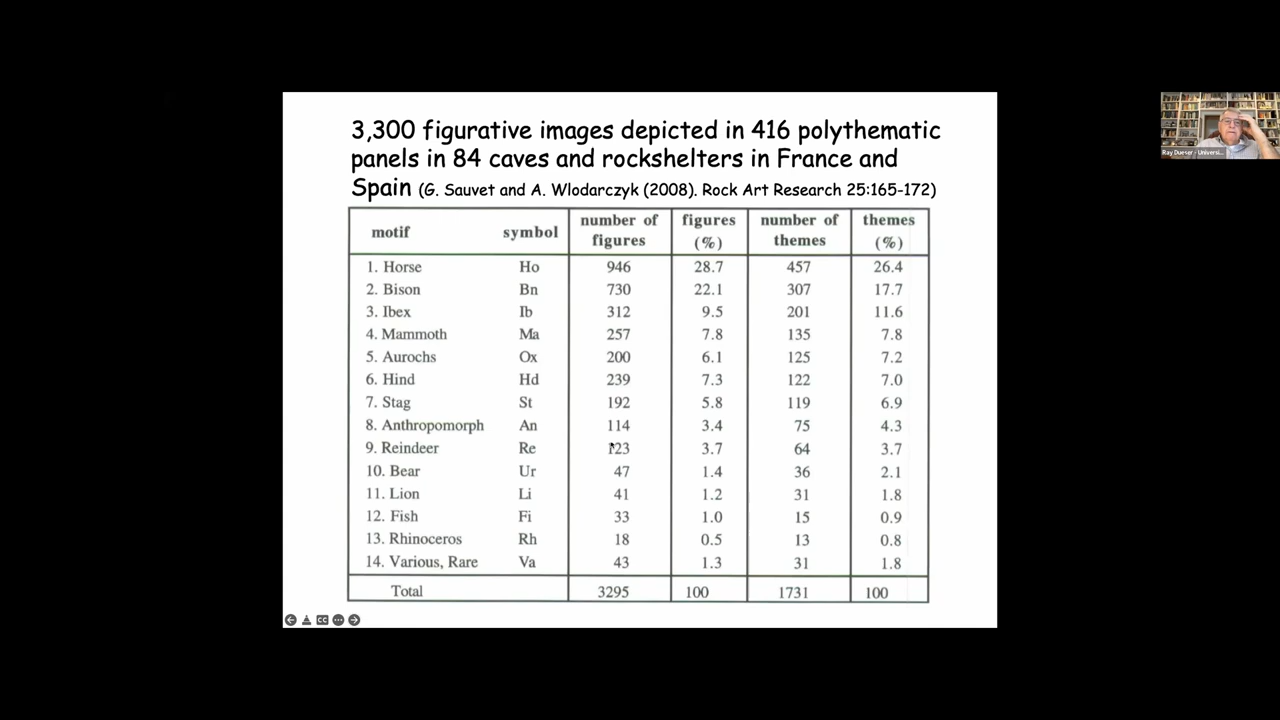 3,300 figurative images depicted in 416 polythematic
panels in 84 caves and rockshelters in France and
Spain (G. Sauvet and A. Wlodarczyk (2008). Rock Art Research 25:165-172)
motif symbol number of figures figures (%) number of themes themes (%)
1. Horse Ho 946 28.7 457 26.4
2. Bison Bn 730 22.1 307 17.7
3. Ibex Ib 312 9.5 201 11.6
4. Mammoth Ma 257 7.8 135 7.8
5. Aurochs Ox 200 6.1 125 7.2
6. Hind Hd 239 7.3 122 7.0
7. Stag St 192 5.8 119 6.9
8. Anthropomorph An 114 3.4 75 4.3
9. Reindeer Re 123 3.7 64 3.7
10. Bear Ur 47 1.4 36 2.1
11. Lion Li 41 1.2 31 1.8
12. Fish Fi 33 1.0 15 0.9
13. Rhinoceros Rh 18 0.5 13 0.8
14. Various, Rare Va 43 1.3 31 1.8
Total 3295 100 1731 100
CC
Ray Dueser - Universi...